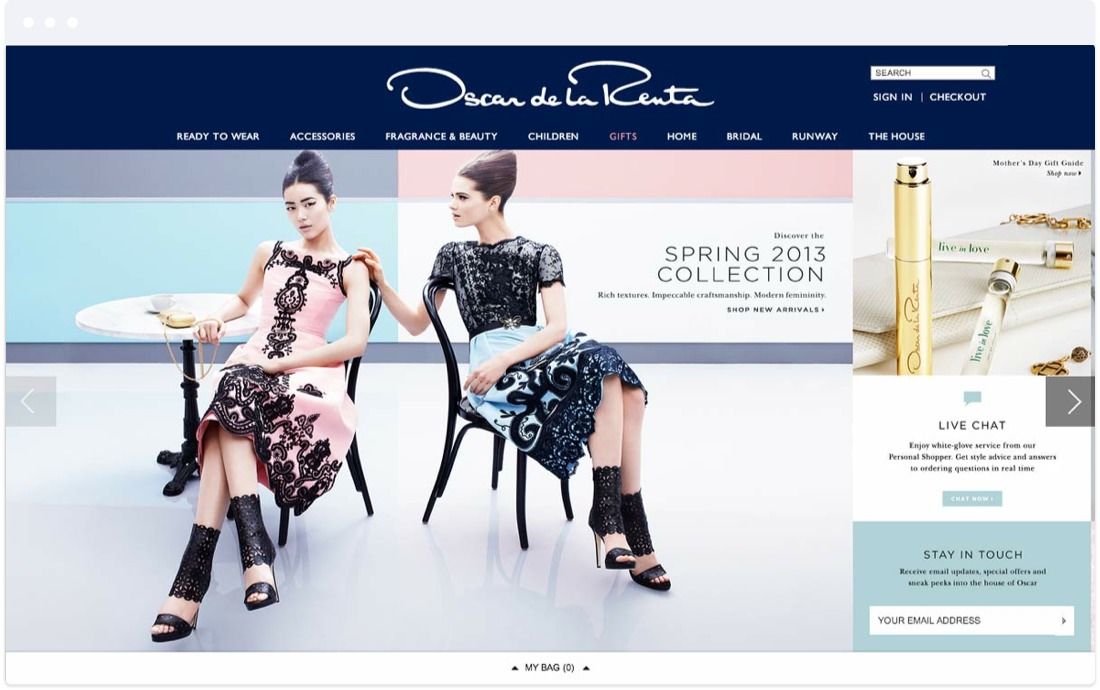 Oscar de la Renta
SEARCH
SIGN IN | CHECKOUT
READY TO WEAR ACCESSORIES FRAGRANCE & BEAUTY CHILDREN GIFTS HOME BRIDAL RUNWAY THE HOUSE
Discover the
SPRING 2013
COLLECTION
Rich textures. Impeccable craftsmanship. Modern femininity.
SHOP NEW ARRIVALS
Mother's Day Gift Guide
Shop now
live in love
live in love
Oscar de la Renta
LIVE CHAT
Enjoy white-glove service from our
Personal Shopper. Get style advice and answers
to ordering questions in real time
CHAT NOW
STAY IN TOUCH
Receive email updates, special offers and
sneak peeks into the house of Oscar
YOUR EMAIL ADDRESS
MY BAG (0)